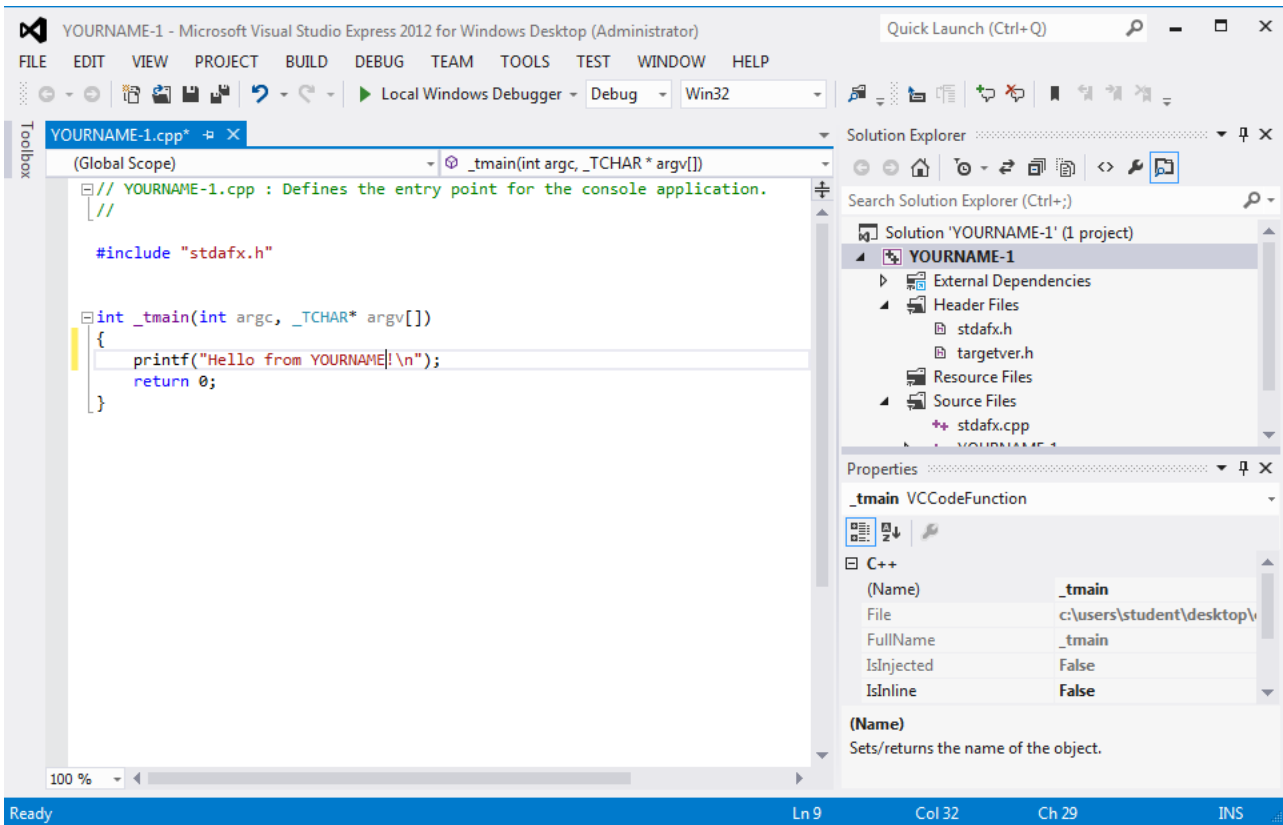 YOURNAME-1 - Microsoft Visual Studio Express 2012 for Windows Desktop (Administrator)
Quick Launch (Ctrl+Q)
FILE EDIT VIEW PROJECT BUILD DEBUG TEAM TOOLS TEST WINDOW HELP
Local Windows Debugger Debug Win32
Toolbox
YOURNAME-1.cpp*
(Global Scope) _tmain(int argc, _TCHAR * argv[])
// YOURNAME-1.cpp : Defines the entry point for the console application.
//
#include "stdafx.h"
int _tmain(int argc, _TCHAR* argv[])
{
printf("Hello from YOURNAME!\n");
return 0;
}
100 %
Solution Explorer
Search Solution Explorer (Ctrl+;)
Solution 'YOURNAME-1' (1 project)
YOURNAME-1
External Dependencies
Header Files
stdafx.h
targetver.h
Resource Files
Source Files
stdafx.cpp
YOURNAME-1
Properties
_tmain VCCodeFunction
C++
(Name) _tmain
File c:\users\student\desktop\
FullName _tmain
IsInjected False
IsInline False
(Name)
Sets/returns the name of the object.
Ready Ln 9 Col 32 Ch 29 INS